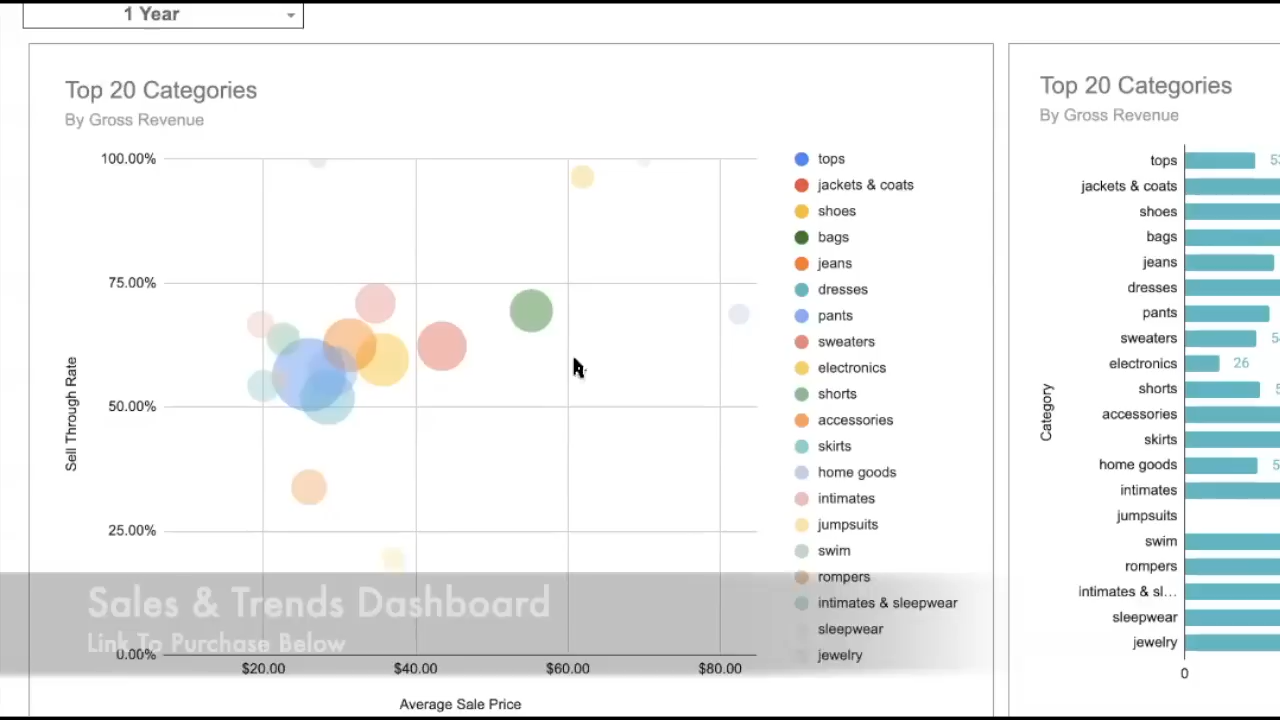 1 Year
Top 20 Categories
By Gross Revenue
100.00%
75.00%
50.00%
25.00%
0.00%
Sell Through Rate
$20.00
$40.00
$60.00
$80.00
Average Sale Price
tops
jackets & coats
shoes
bags
jeans
dresses
pants
sweaters
electronics
shorts
accessories
skirts
home goods
intimates
jumpsuits
swim
rompers
intimates & sleepwear
sleepwear
jewelry
Sales & Trends Dashboard
Link To Purchase Below
Top 20 Categories
By Gross Revenue
Category
tops
jackets & coats
shoes
bags
jeans
dresses
pants
sweaters
electronics 26
shorts
accessories
skirts
home goods
intimates
jumpsuits
swim
rompers
intimates & sl...
sleepwear
jewelry
0